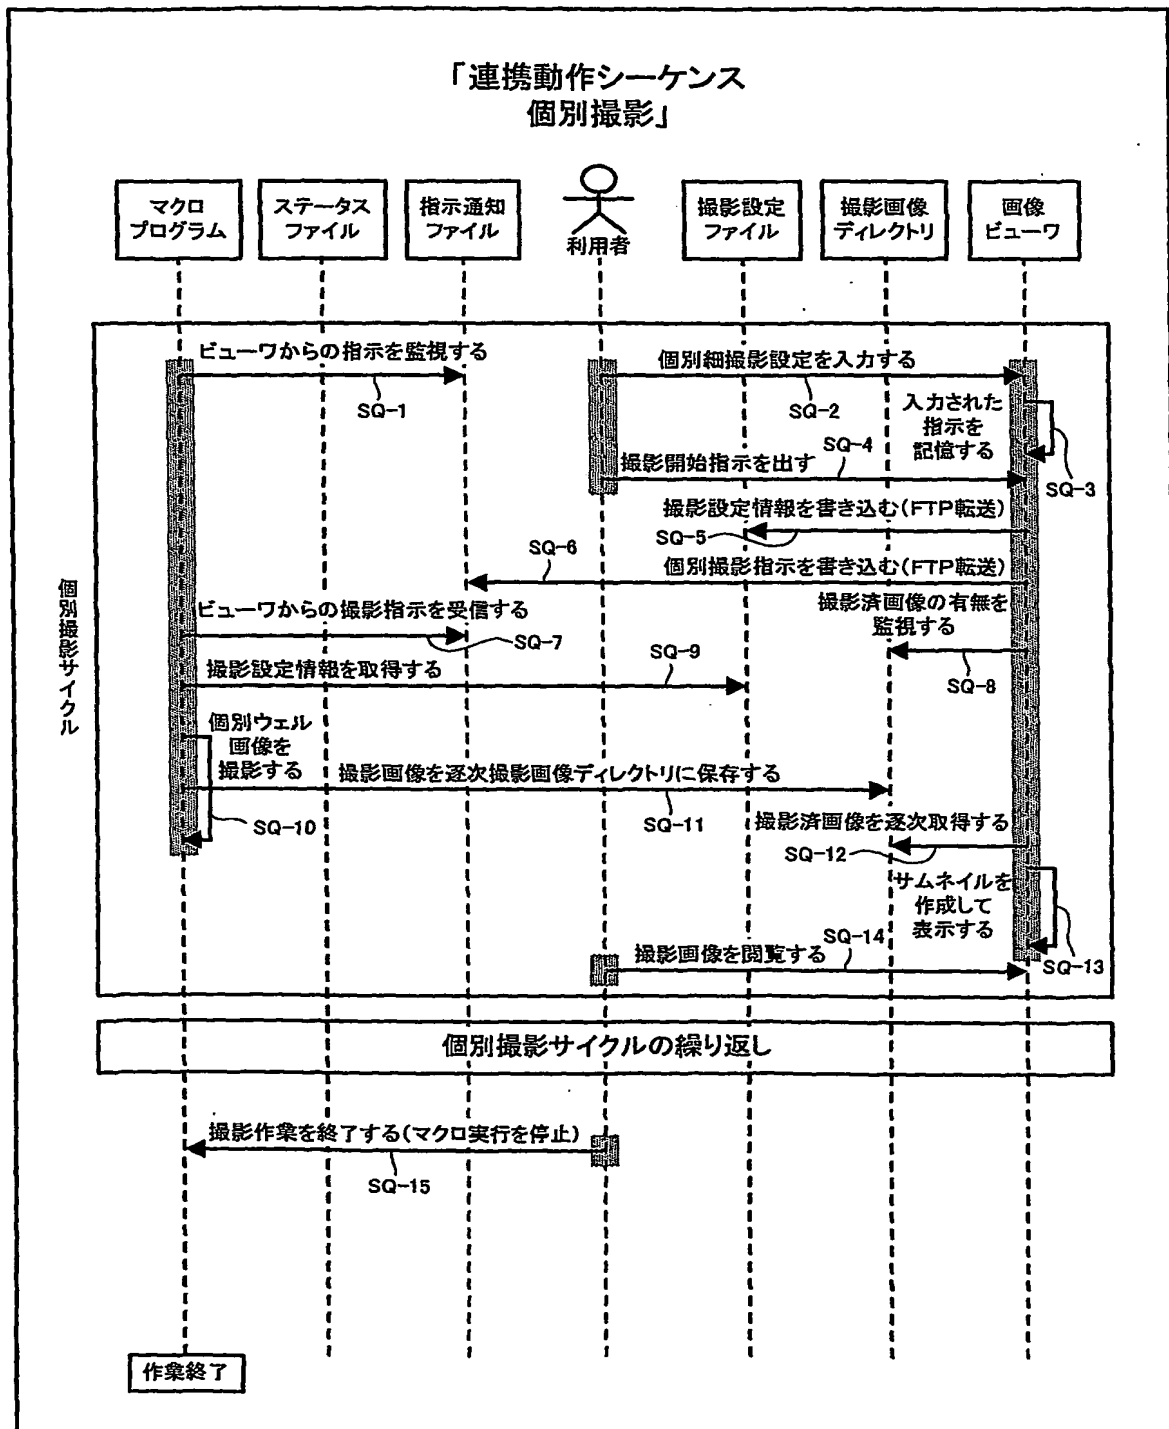 「連携動作シーケンス
個別撮影」
マクロ
プログラム
ステータス
ファイル
指示通知
ファイル
利用者
撮影設定
ファイル
撮影画像
ディレクトリ
画像
ビューワ
個別撮影サイクル
ビューワからの指示を監視する
SQ-1
個別細撮影設定を入力する
SQ-2
入力された
指示を
記憶する
SQ-3
SQ-4
撮影開始指示を出す
撮影設定情報を書き込む(FTP転送)
SQ-5
SQ-6
個別撮影指示を書き込む(FTP転送)
ビューワからの撮影指示を受信する
SQ-7
撮影済画像の有無を
監視する
SQ-8
撮影設定情報を取得する
SQ-9
個別ウェル
画像を
撮影する
SQ-10
撮影画像を逐次撮影画像ディレクトリに保存する
SQ-11
撮影済画像を逐次取得する
SQ-12
サムネイルを
作成して
表示する
SQ-13
SQ-14
撮影画像を閲覧する
個別撮影サイクルの繰り返し
撮影作業を終了する(マクロ実行を停止)
SQ-15
作業終了